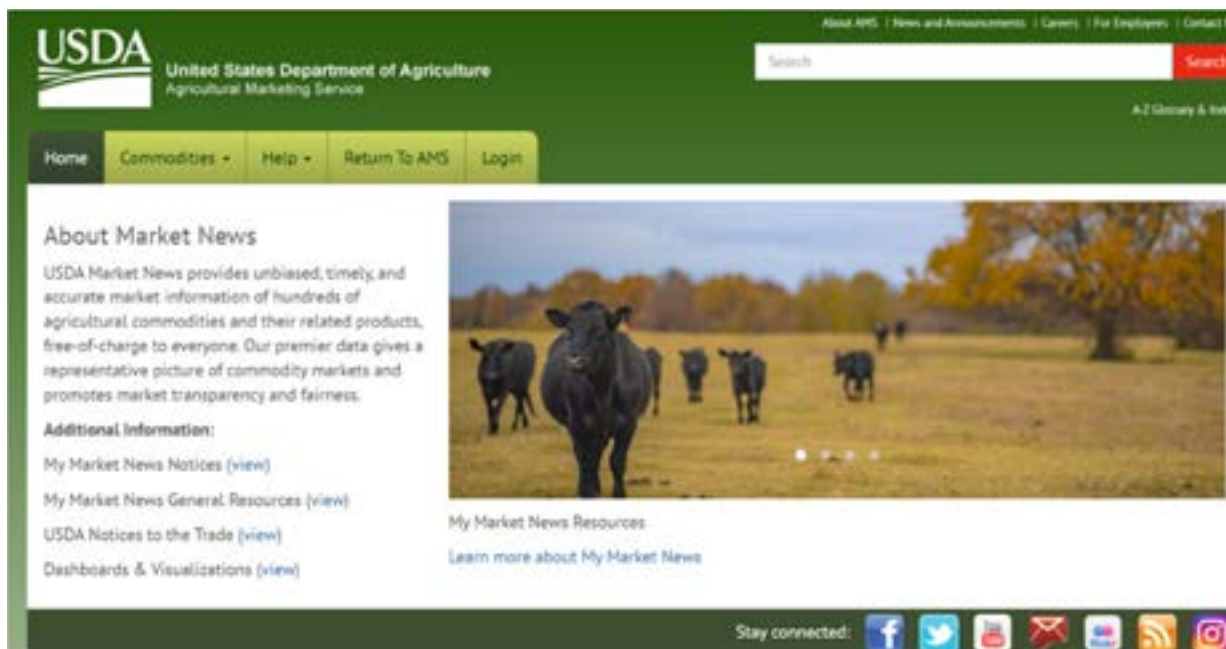 About AMS | News and Announcements | Careers | For Employees | Contact
USDA
United States Department of Agriculture
Agricultural Marketing Service
Search
Search
A-Z Glossary &
Home
Commodities
Help
Return To AMS
Login
About Market News
USDA Market News provides unbiased, timely, and
accurate market information of hundreds of
agricultural commodities and their related products,
free-of-charge to everyone. Our premier data gives a
representative picture of commodity markets and
promotes market transparency and fairness.
Additional Information:
My Market News Notices (view)
My Market News General Resources (view)
USDA Notices to the Trade (view)
Dashboards & Visualizations (view)
My Market News Resources
Learn more about My Market News
Stay connected:
You
flickr